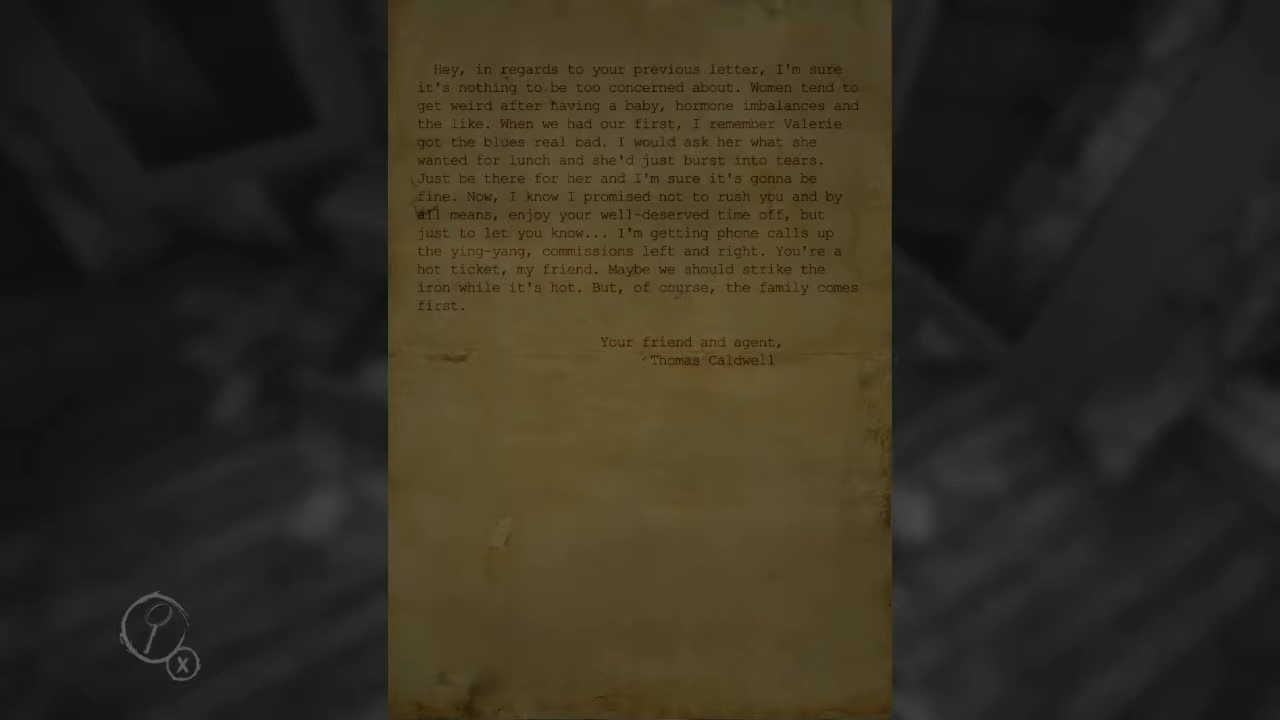 Hey, in regards to your previous letter, I'm sure
it's nothing to be too concerned about. Women tend to
get weird after having a baby, hormone imbalances and
the like. When we had our first, I remember Valerie
got the blues real bad. I would ask her what she
wanted for lunch and she'd just burst into tears.
Just be there for her and I'm sure it's gonna be
fine. Now, I know I promised not to rush you and by
all means, enjoy your well-deserved time off, but
just to let you know... I'm getting phone calls up
the ying-yang, commissions left and right. You're a
hot ticket, my friend. Maybe we should strike the
iron while it's hot. But, of course, the family comes
first.
Your friend and agent,
Thomas Caldwell
X